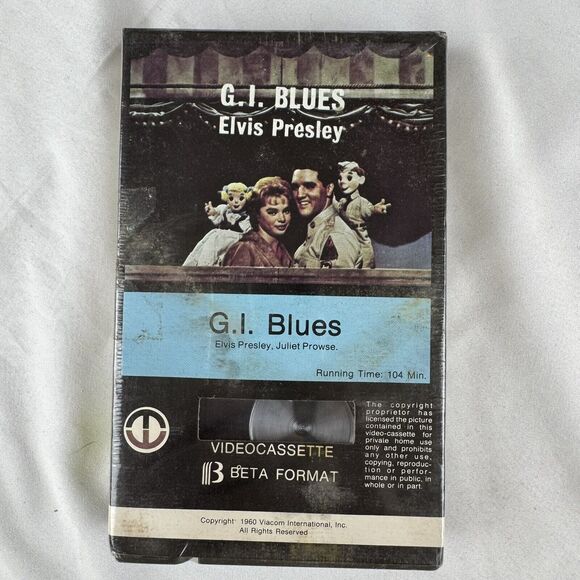 G.I. BLUES
Elvis Presley
G.I. Blues
Elvis Presley, Juliet Prowse.
Running Time: 104 Min.
The copyright
proprietor has
licensed the picture
contained in this
video-cassette for
private home use
only and prohibits
any other use,
copying, reproduc-
tion or perfor-
mance in public, in
whole or in part.
VIDEOCASSETTE
BETA FORMAT
Copyright 1960 Viacom International, Inc.
All Rights Reserved